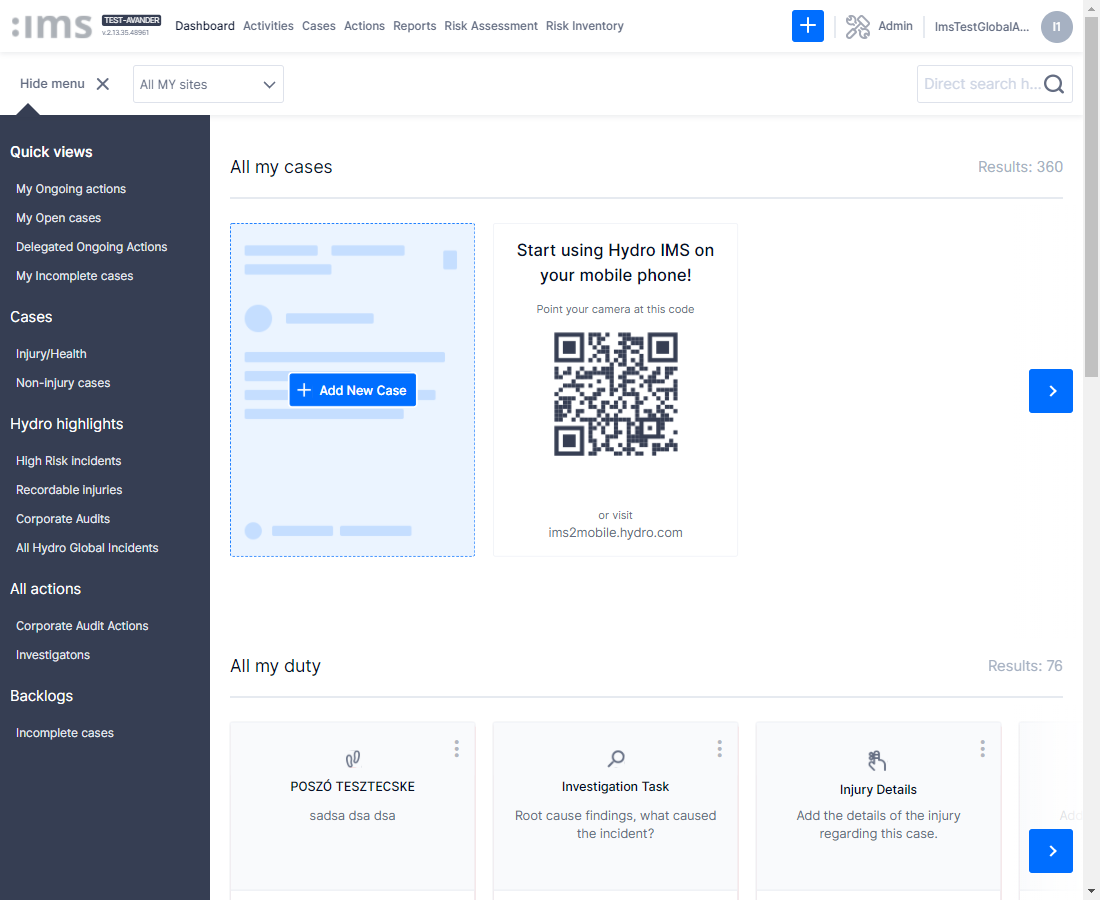 :ims
TEST-AVANDER
v.2.13.35.48961
Dashboard Activities Cases Actions Reports Risk Assessment Risk Inventory
Admin
ImsTestGlobalA...
I1
Hide menu
All MY sites
Direct search h...
Quick views
My Ongoing actions
My Open cases
Delegated Ongoing Actions
My Incomplete cases
Cases
Injury/Health
Non-injury cases
Hydro highlights
High Risk incidents
Recordable injuries
Corporate Audits
All Hydro Global Incidents
All actions
Corporate Audit Actions
Investigatons
Backlogs
Incomplete cases
All my cases
Results: 360
Add New Case
Start using Hydro IMS on
your mobile phone!
Point your camera at this code
or visit
ims2mobile.hydro.com
All my duty
Results: 76
POSZÓ TESZTECSKE
sadsa dsa dsa
Investigation Task
Root cause findings, what caused
the incident?
Injury Details
Add the details of the injury
regarding this case.
Add